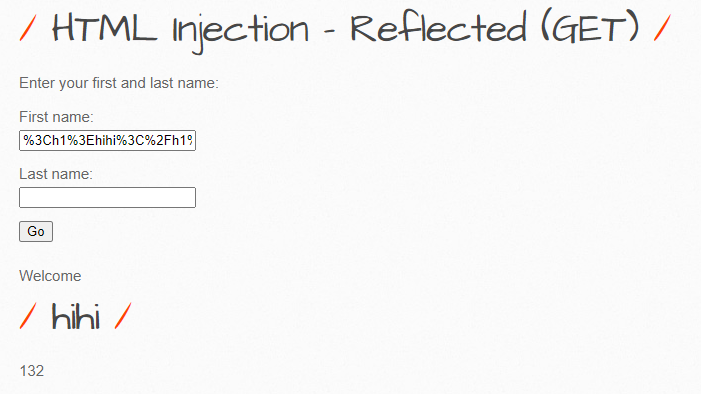 / HTML Injection - Reflected (GET) /
Enter your first and last name:
First name:
%3Ch1%3Ehihi%3C%2Fh1%
Last name:
Go
Welcome
/ hihi /
132